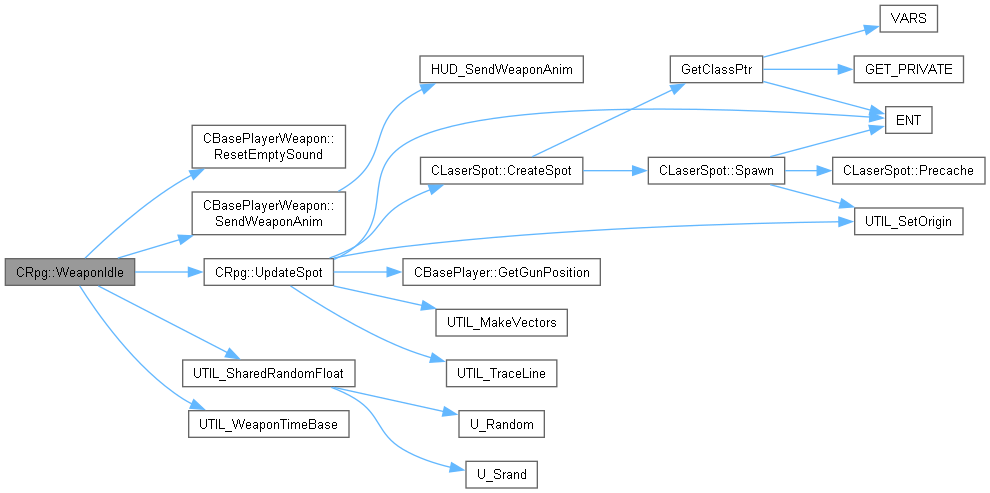 CRpg::WeaponIdle
CBasePlayerWeapon::
ResetEmptySound
CBasePlayerWeapon::
SendWeaponAnim
CRpg::UpdateSpot
UTIL_SharedRandomFloat
UTIL_WeaponTimeBase
HUD_SendWeaponAnim
CLaserSpot::CreateSpot
CBasePlayer::GetGunPosition
UTIL_MakeVectors
UTIL_TraceLine
U_Random
U_Srand
GetClassPtr
CLaserSpot::Spawn
VARS
GET_PRIVATE
ENT
CLaserSpot::Precache
UTIL_SetOrigin